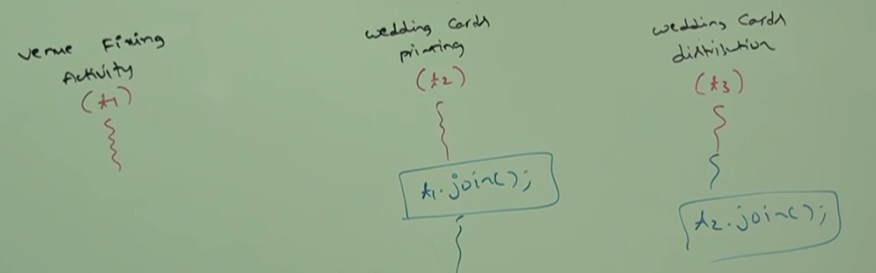 Venue Fixing
Activity
(t1)
wedding Cards
printing
(t2)
t1.join();
wedding Cards
distribution
(t3)
t2.join();